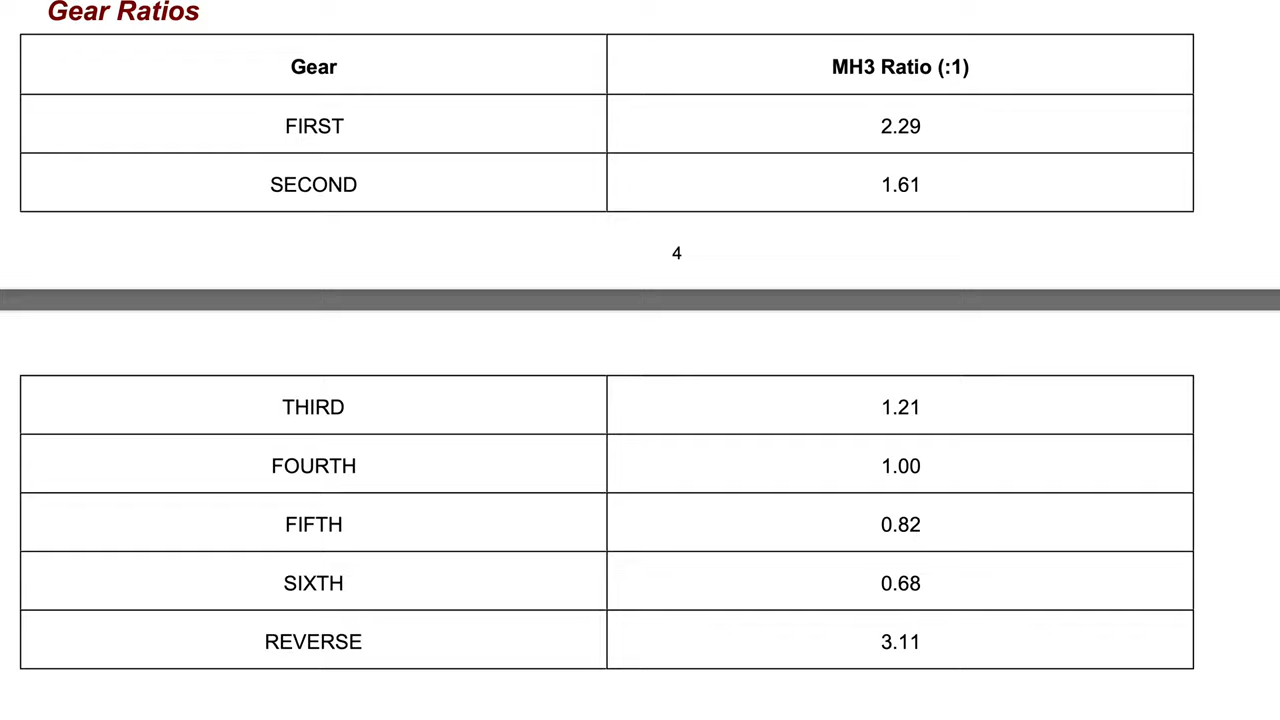 Gear Ratios
Gear MH3 Ratio (:1)
FIRST 2.29
SECOND 1.61
4
THIRD 1.21
FOURTH 1.00
FIFTH 0.82
SIXTH 0.68
REVERSE 3.11